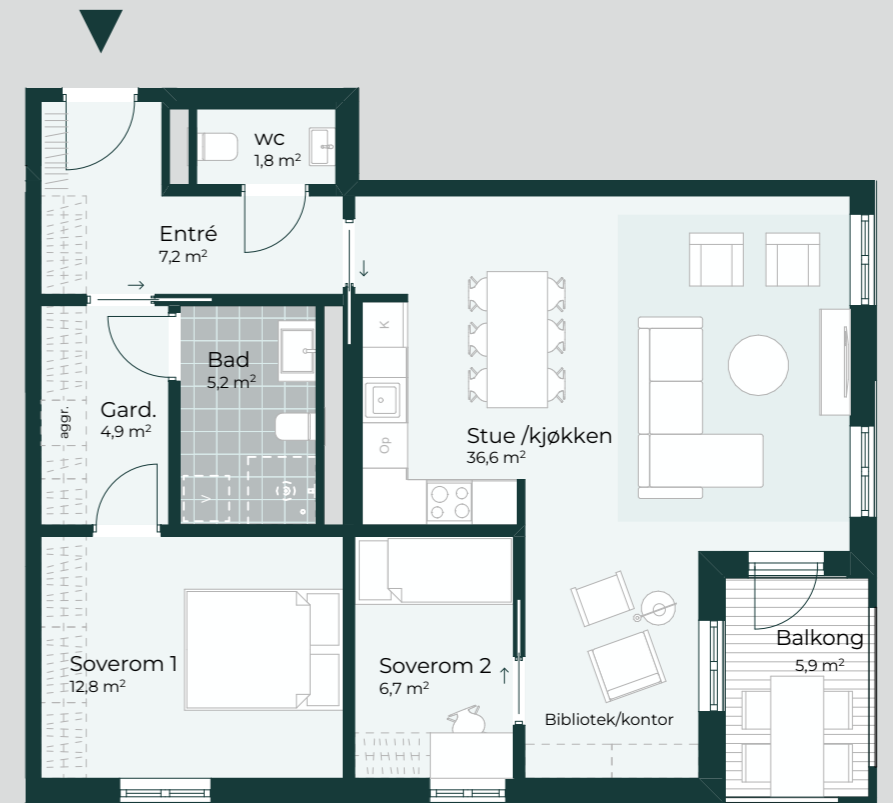 WC
1,8 m²
Entré
7,2 m²
Bad
5,2 m²
K
aggr.
Gard.
4,9 m²
Op
Stue /kjøkken
36,6 m²
V
Soverom 1
12,8 m²
Soverom 2
6,7 m²
Balkong
5,9 m²
Bibliotek/kontor